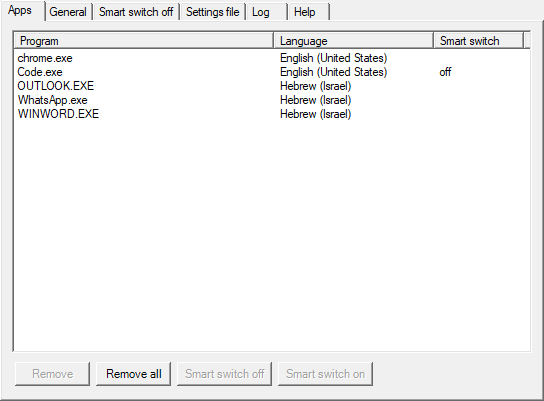 Apps General Smart switch off Settings file Log Help
Program Language Smart switch
chrome.exe English (United States)
Code.exe English (United States) off
OUTLOOK.EXE Hebrew (Israel)
WhatsApp.exe Hebrew (Israel)
WINWORD.EXE Hebrew (Israel)
Remove Remove all Smart switch off Smart switch on